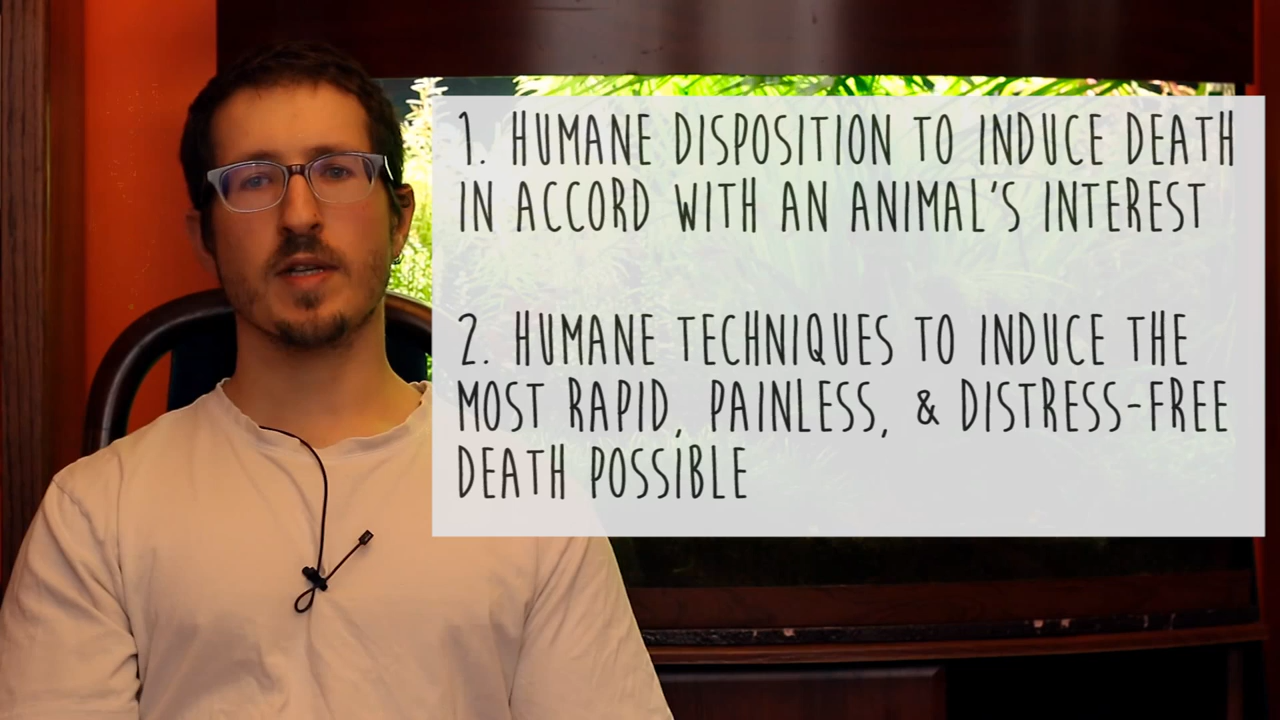 1. HUMANE DISPOSITION TO INDUCE DEATH
IN ACCORD WITH AN ANIMAL'S INTEREST
2. HUMANE TECHNIQUES TO INDUCE THE
MOST RAPID, PAINLESS, & DISTRESS-FREE
DEATH POSSIBLE